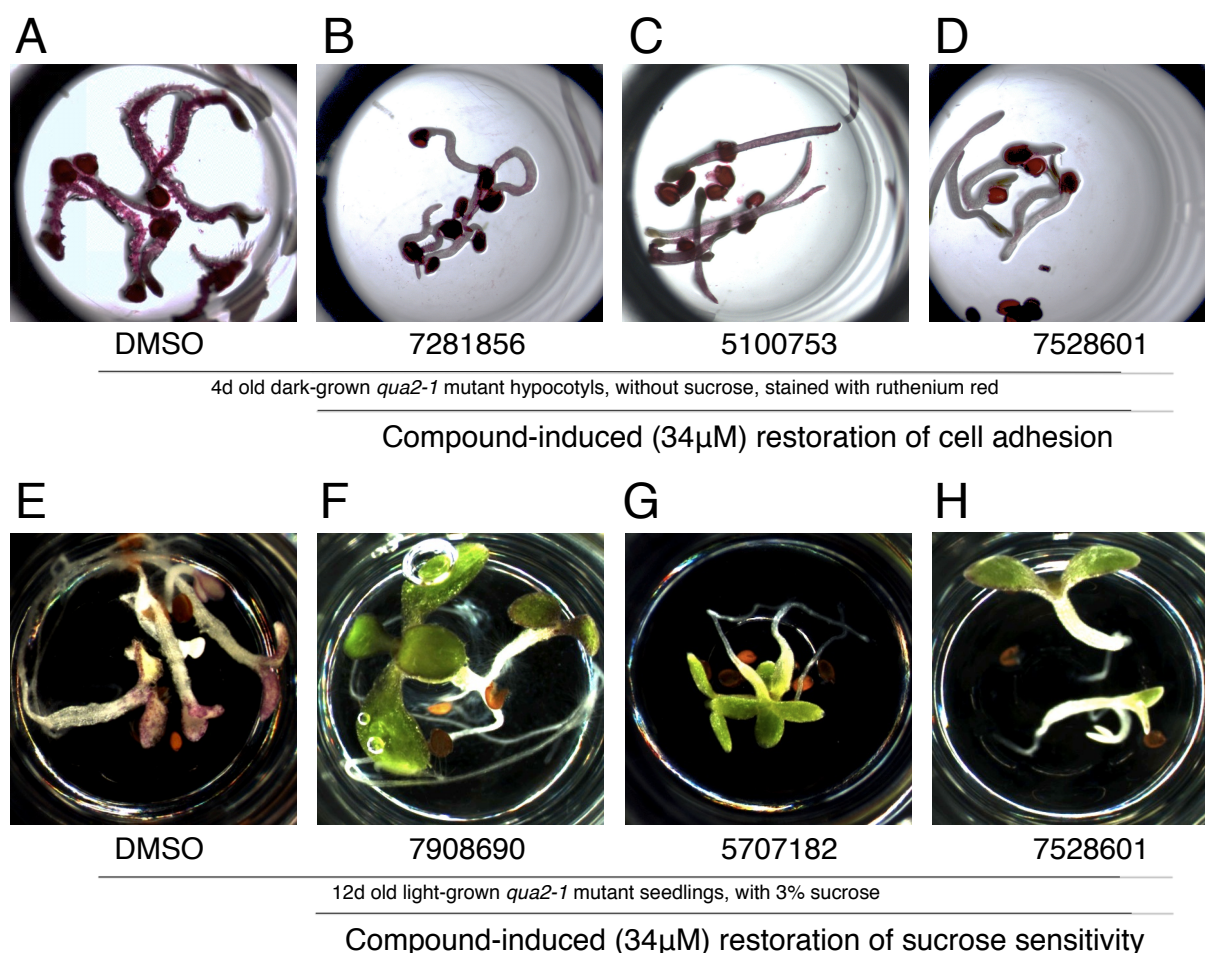 A B C D
DMSO 7281856 5100753 7528601
4d old dark-grown qua2-1 mutant hypocotyls, without sucrose, stained with ruthenium red
Compound-induced (34µM) restoration of cell adhesion
E F G H
DMSO 7908690 5707182 7528601
12d old light-grown qua2-1 mutant seedlings, with 3% sucrose
Compound-induced (34µM) restoration of sucrose sensitivity